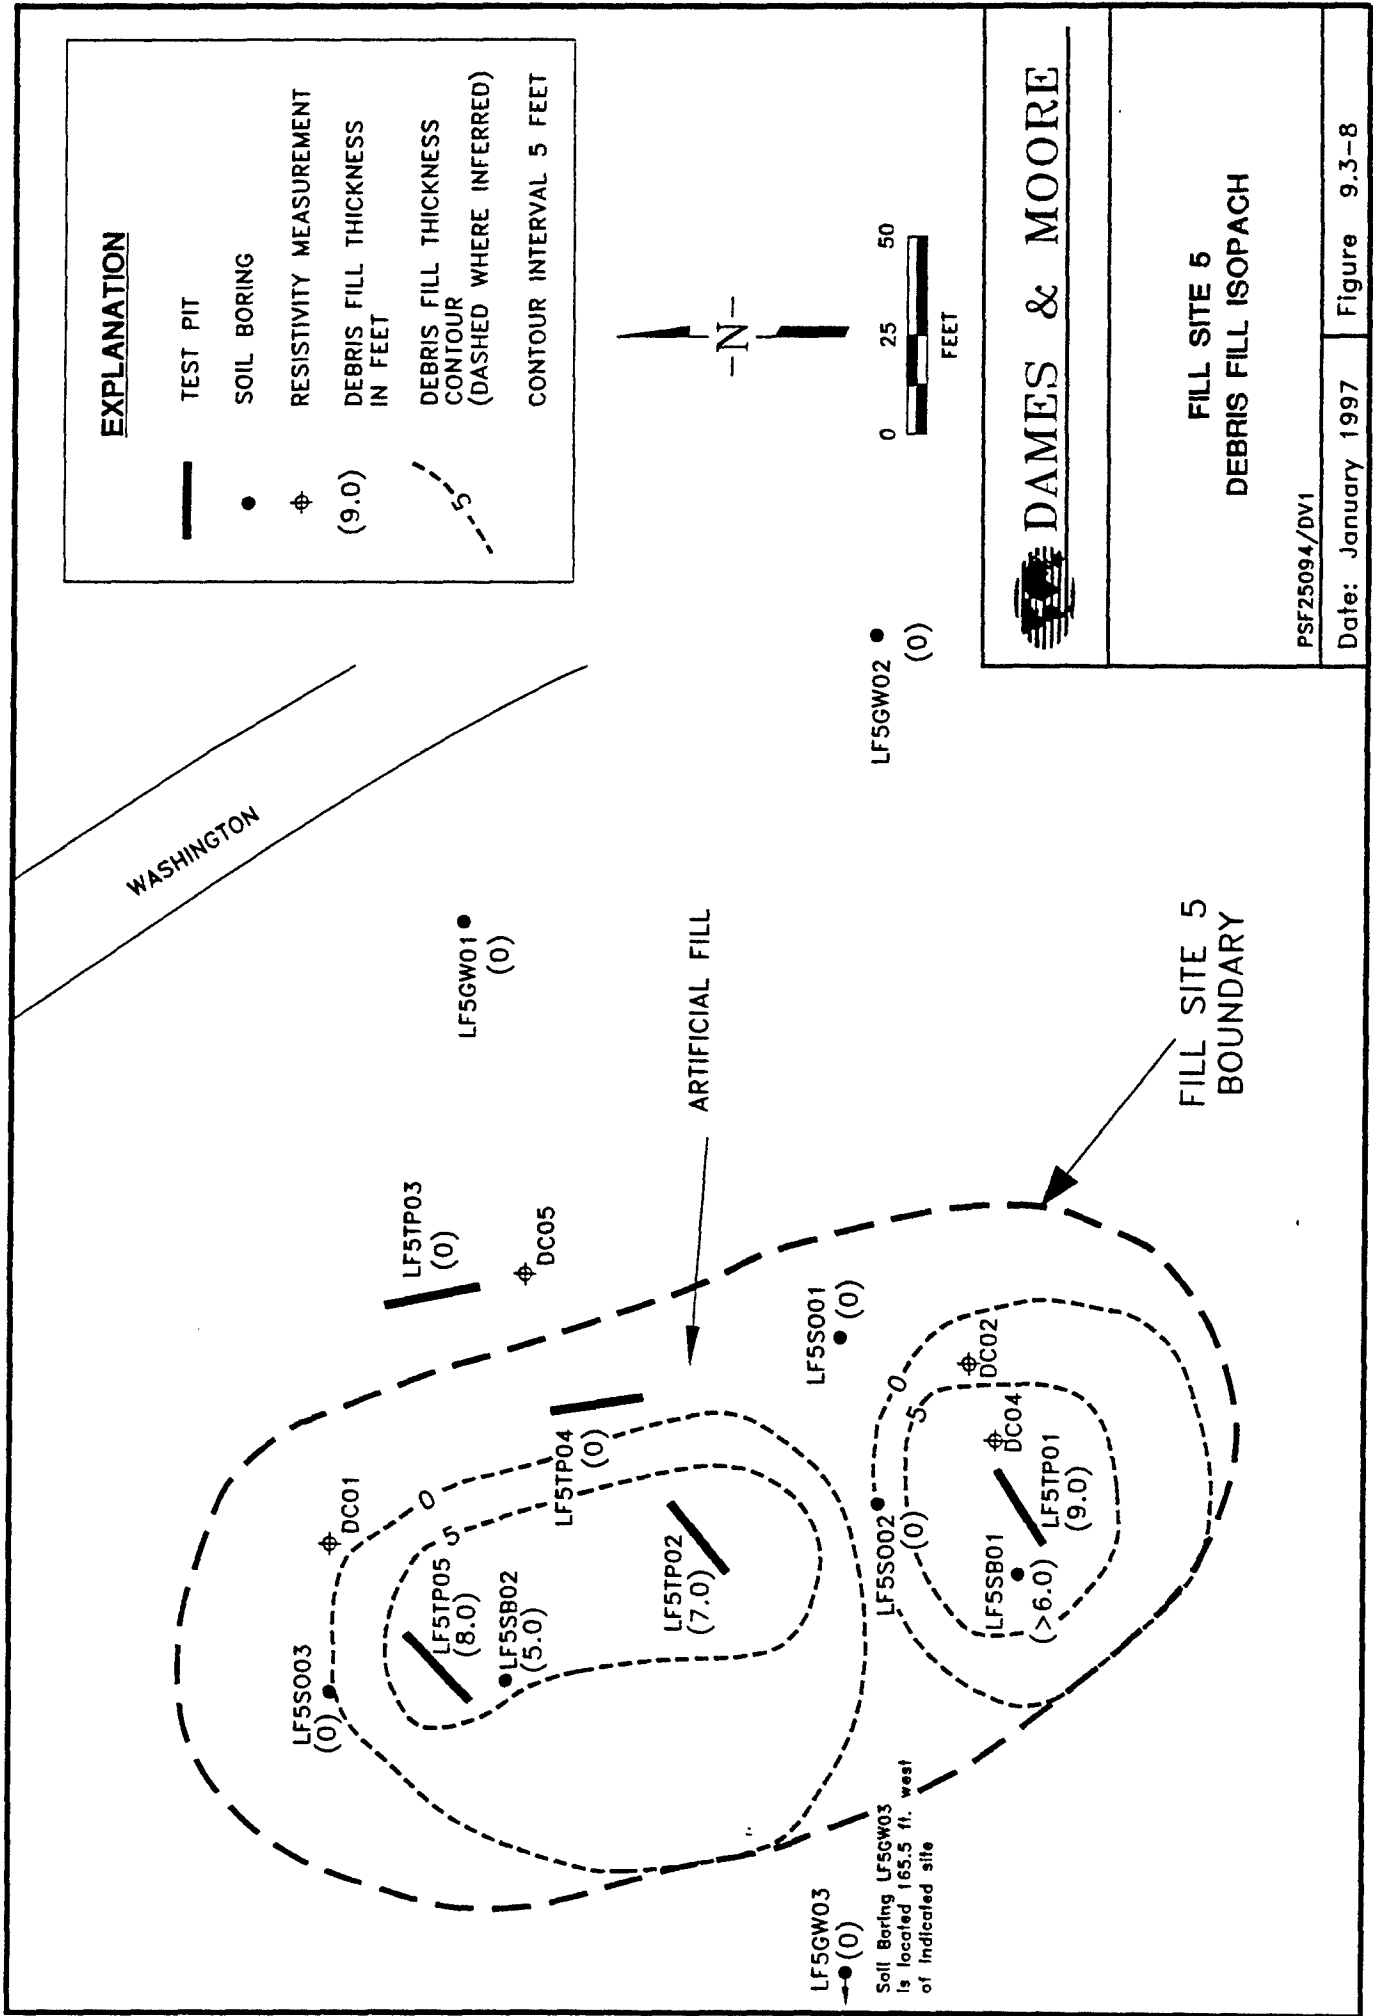 EXPLANATION
TEST PIT
SOIL BORING
RESISTIVITY MEASUREMENT
(9.0)
DEBRIS FILL THICKNESS
IN FEET
5
DEBRIS FILL THICKNESS
CONTOUR
(DASHED WHERE INFERRED)
CONTOUR INTERVAL 5 FEET
WASHINGTON
-N-
0 25 50
FEET
LF5GW01
(0)
LF5GW02
(0)
LF5TP03
(0)
DC05
ARTIFICIAL FILL
FILL SITE 5
BOUNDARY
LF5S003
(0)
DC01
0
5
LF5TP05
(8.0)
LF5SB02
(5.0)
LF5TP04
(0)
LF5TP02
(7.0)
LF5S001
(0)
LF5S002
(0)
0
5
DC02
DC04
LF5SB01
(>6.0)
LF5TP01
(9.0)
LF5GW03
(0)
Soil Boring LF5GW03
is located 165.5 ft. west
of indicated site
DAMES & MOORE
FILL SITE 5
DEBRIS FILL ISOPACH
PSF25094/DV1
Date: January 1997
Figure 9.3-8